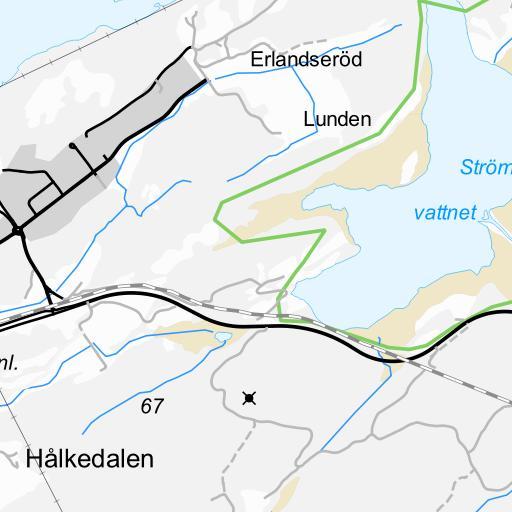 Erlandseröd
Lunden
Ström
vattnet
nl.
67
Hålkedalen